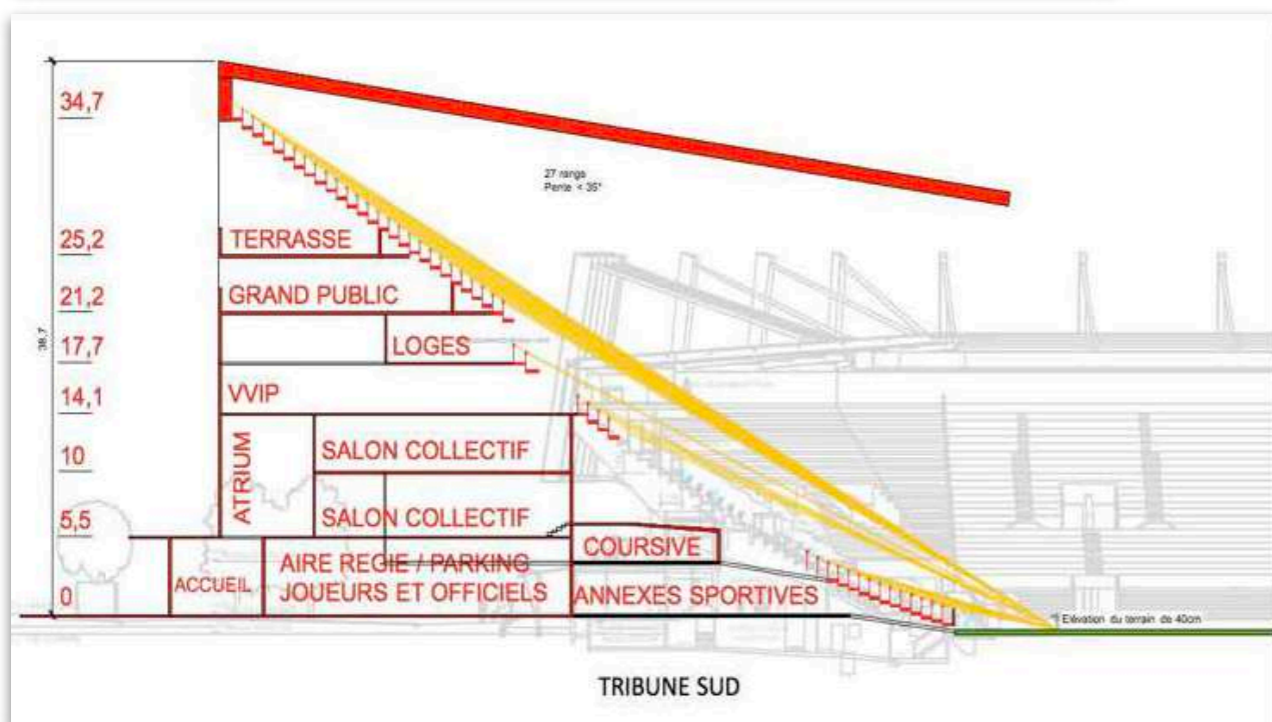 34,7
27 rangs
Pente < 35°
25,2
TERRASSE
21,2
GRAND PUBLIC
38,7
17,7
LOGES
14,1
VVIP
10
ATRIUM
SALON COLLECTIF
5,5
SALON COLLECTIF
COURSIVE
0
ACCUEIL
AIRE REGIE / PARKING
JOUEURS ET OFFICIELS
ANNEXES SPORTIVES
Elévation du terrain de 40cm
TRIBUNE SUD